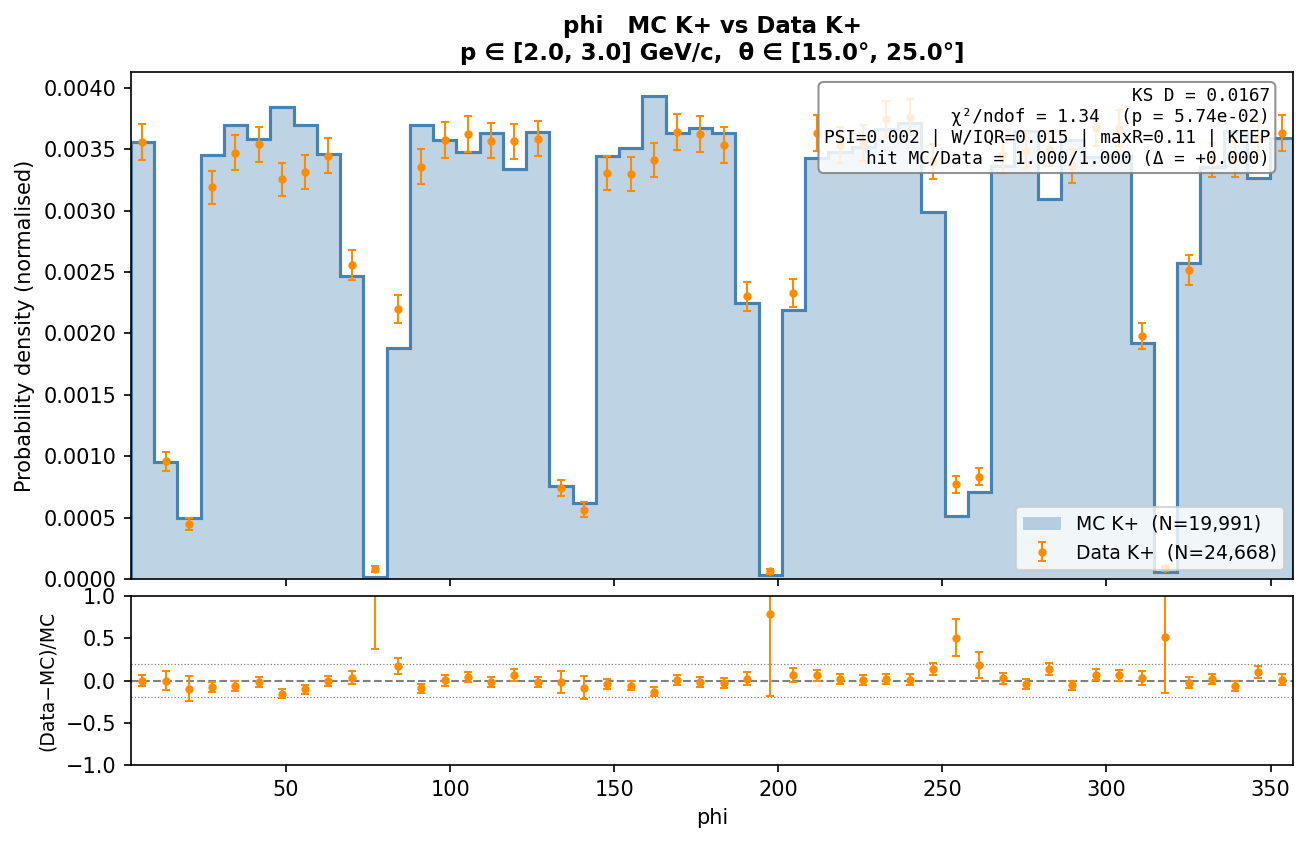 phi   MC K+ vs Data K+
p ∈ [2.0, 3.0] GeV/c,  θ ∈ [15.0°, 25.0°]
Probability density (normalised)
0.0040
0.0035
0.0030
0.0025
0.0020
0.0015
0.0010
0.0005
0.0000
KS D = 0.0167
χ²/ndof = 1.34  (p = 5.74e-02)
PSI=0.002 | W/IQR=0.015 | maxR=0.11 | KEEP
hit MC/Data = 1.000/1.000 (Δ = +0.000)
MC K+  (N=19,991)
Data K+  (N=24,668)
(Data−MC)/MC
1.0
0.5
0.0
−0.5
−1.0
50 100 150 200 250 300 350
phi